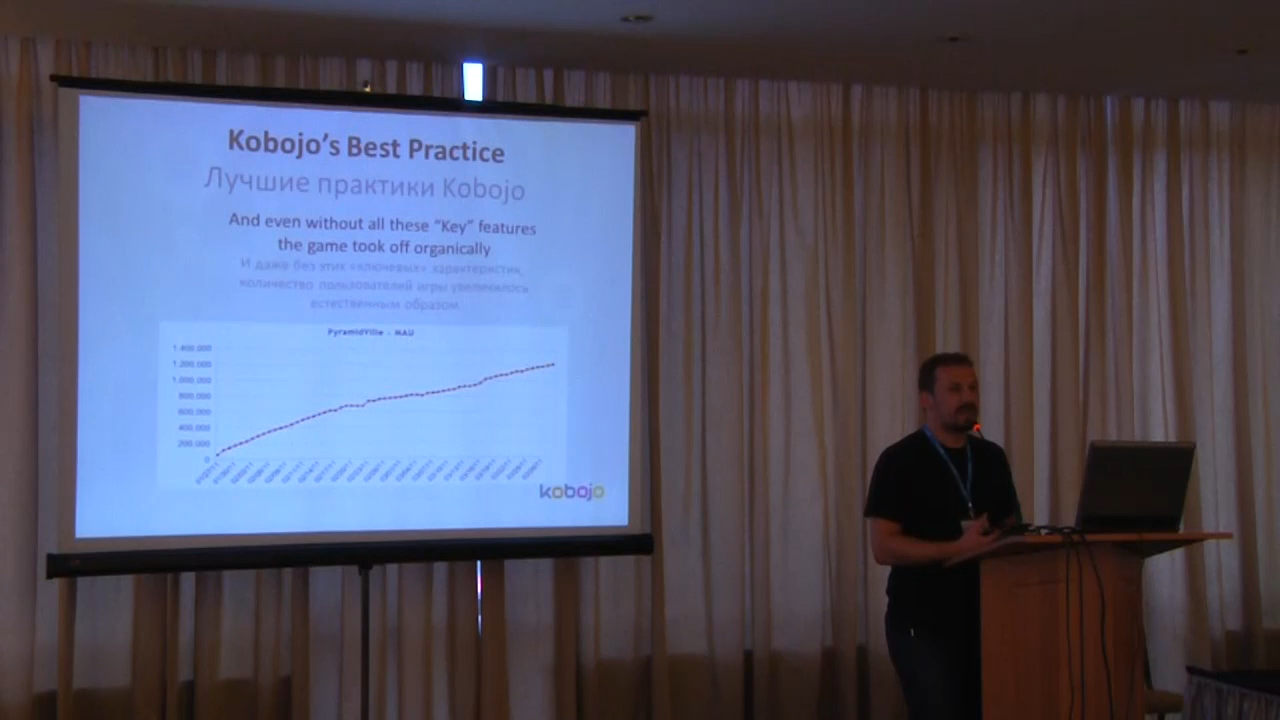 Kobojo's Best Practice
Лучшие практики Kobojo
And even without all these "Key" features
the game took off organically
И даже без этих «ключевых» характеристик,
количество пользователей игры увеличилось
естественным образом.
PyramidVille - MAU
1.400.000
1.200.000
1.000.000
800.000
600.000
400.000
200.000
0
kobojo